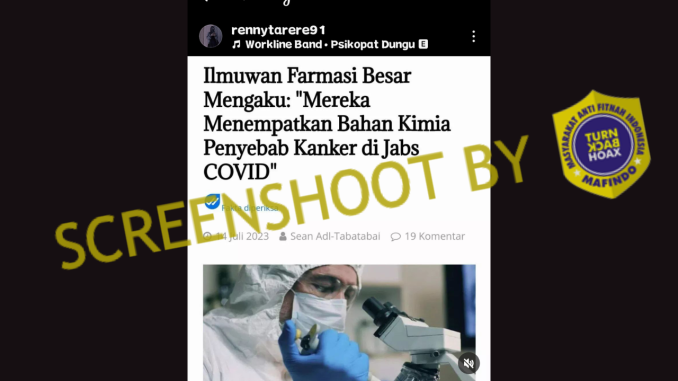 rennytarere91
Workline Band • Psikopat Dungu E
Ilmuwan Farmasi Besar
Mengaku: "Mereka
Menempatkan Bahan Kimia
Penyebab Kanker di Jabs
COVID"
14 Juli 2023 Sean Adl-Tabatabai 19 Komentar
SCREENSHOOT BY
MASYARAKAT ANTI FITNAH INDONESIA
TURN
BACK
HOAX
MAFINDO